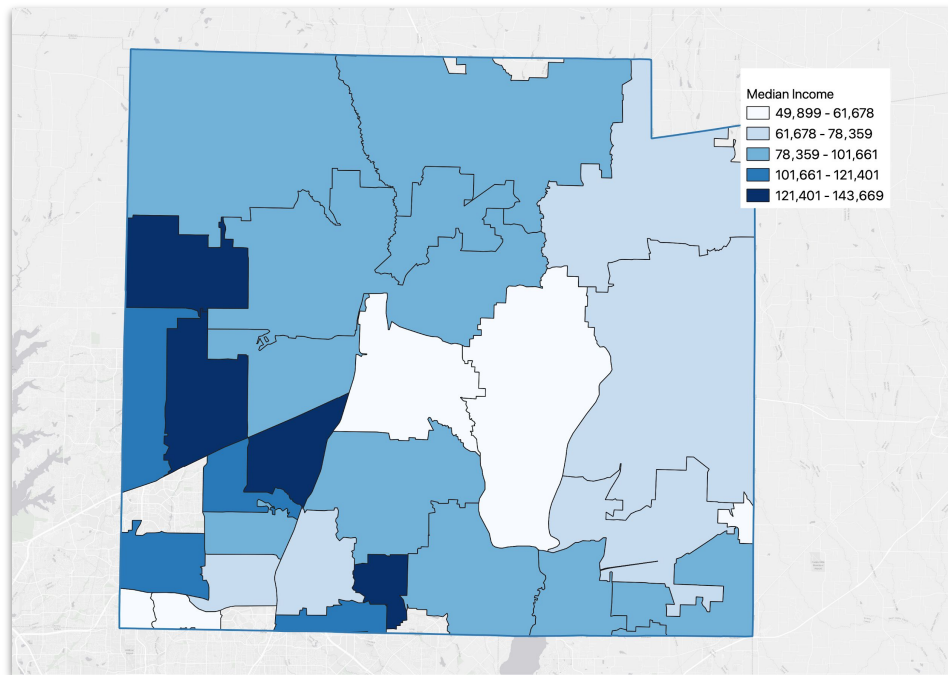 Median Income
49,899 - 61,678
61,678 - 78,359
78,359 - 101,661
101,661 - 121,401
121,401 - 143,669